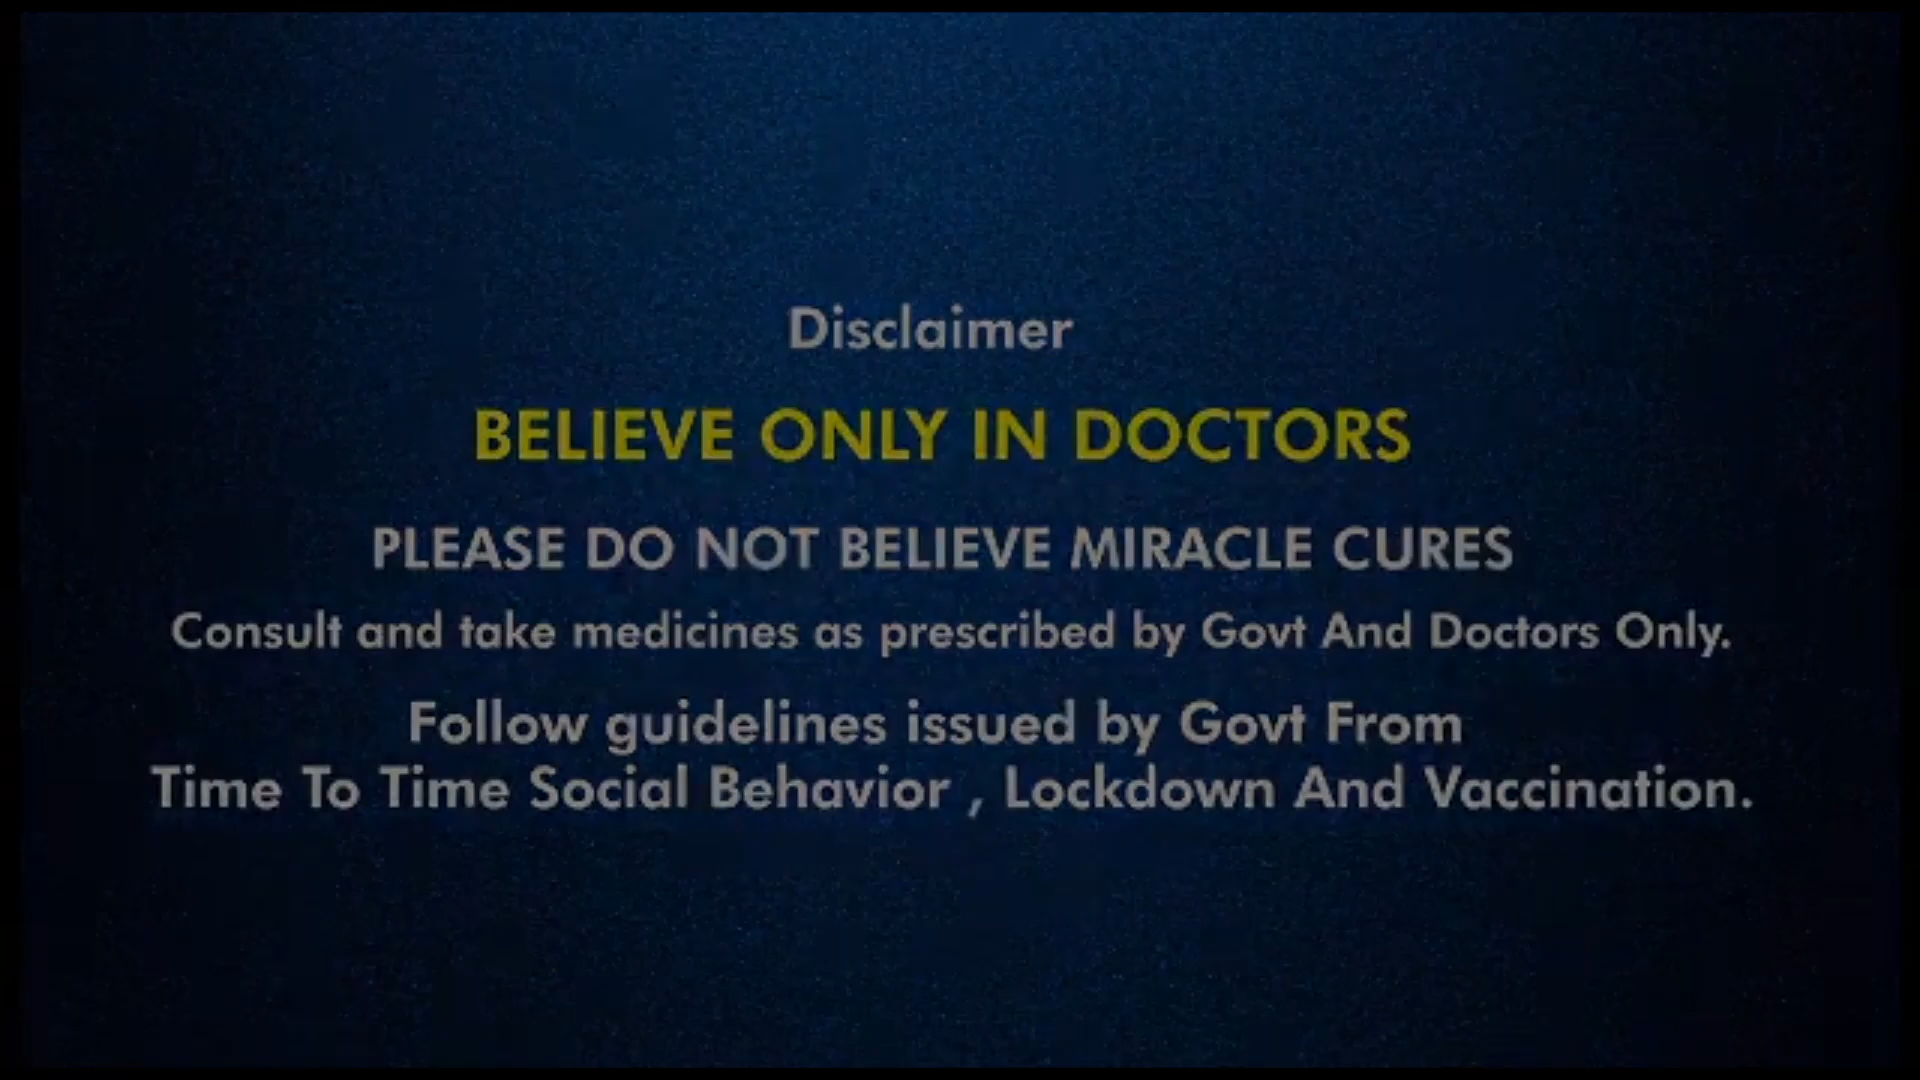 Disclaimer
BELIEVE ONLY IN DOCTORS
PLEASE DO NOT BELIEVE MIRACLE CURES
Consult and take medicines as prescribed by Govt And Doctors Only.
Follow guidelines issued by Govt From
Time To Time Social Behavior , Lockdown And Vaccination.